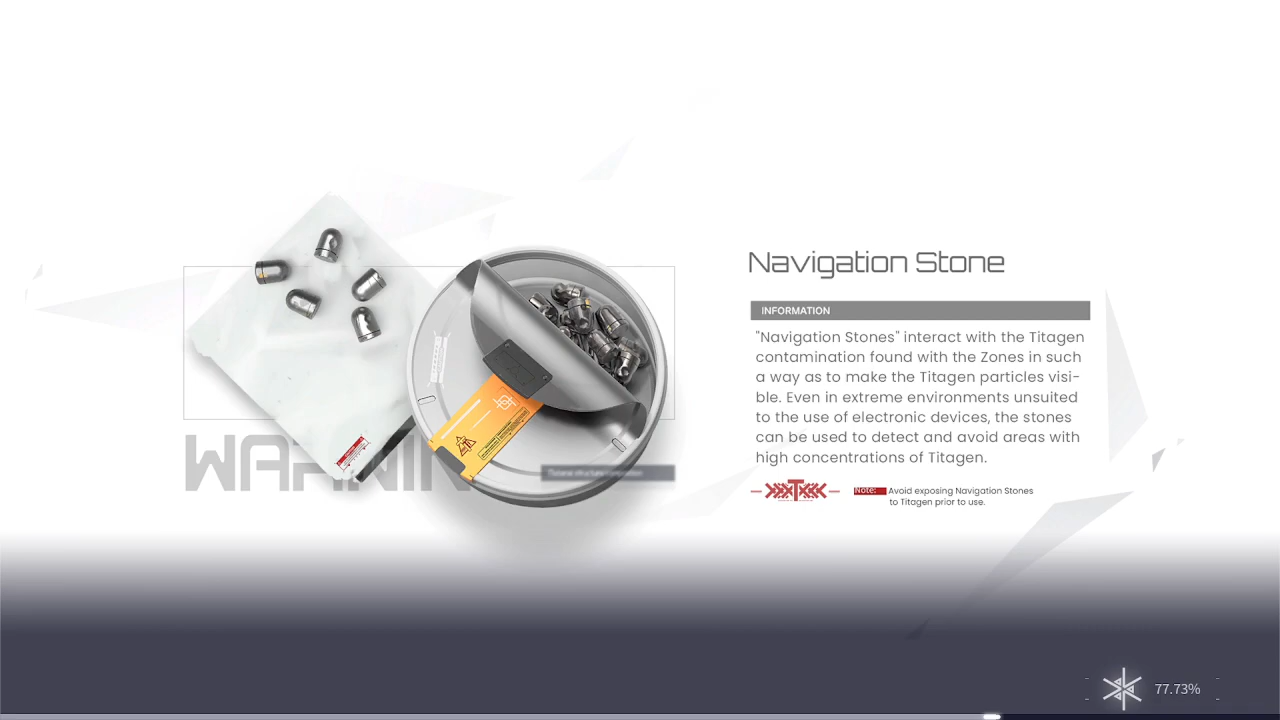 Navigation Stone
INFORMATION
"Navigation Stones" interact with the Titagen
contamination found with the Zones in such
a way as to make the Titagen particles visi-
ble. Even in extreme environments unsuited
to the use of electronic devices, the stones
can be used to detect and avoid areas with
high concentrations of Titagen.
Note: Avoid exposing Navigation Stones
to Titagen prior to use.
WARNIN
77.73%